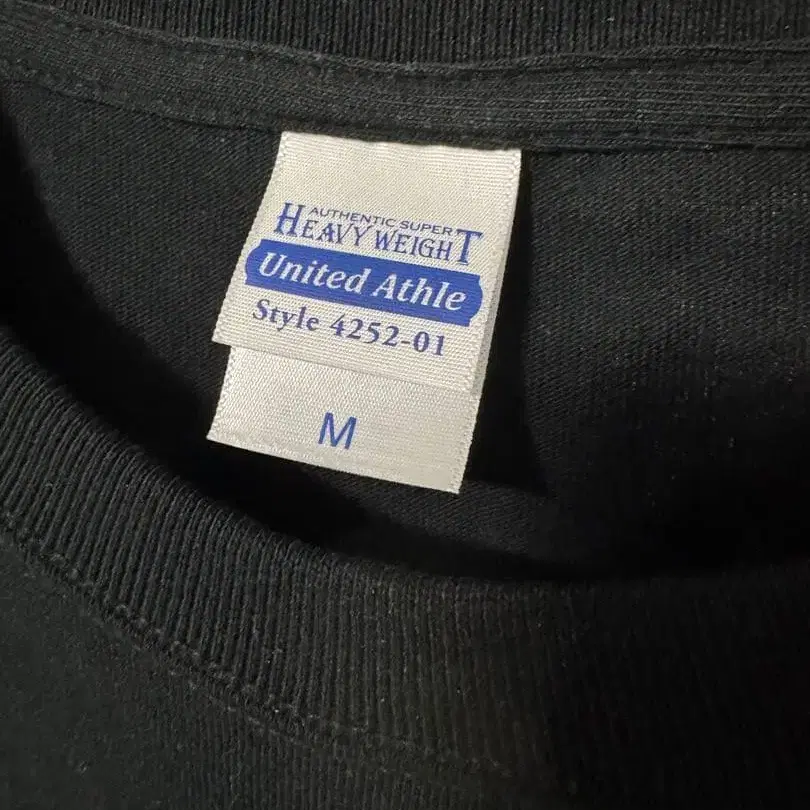 AUTHENTIC SUPER
HEAVY WEIGHT
United Athle
Style 4252-01
M